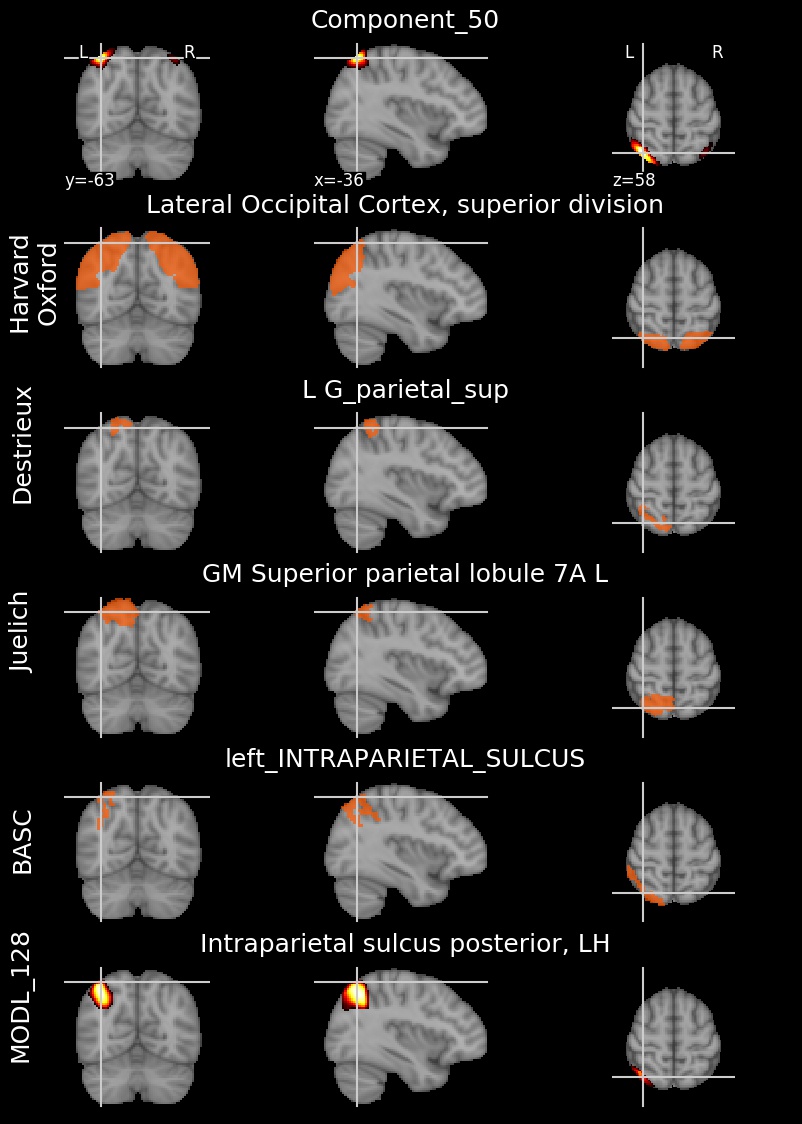 Component_50
L R
L R
y=-63
x=-36
z=58
Lateral Occipital Cortex, superior division
Harvard
Oxford
L G_parietal_sup
Destrieux
GM Superior parietal lobule 7A L
Juelich
left_INTRAPARIETAL_SULCUS
BASC
Intraparietal sulcus posterior, LH
MODL_128